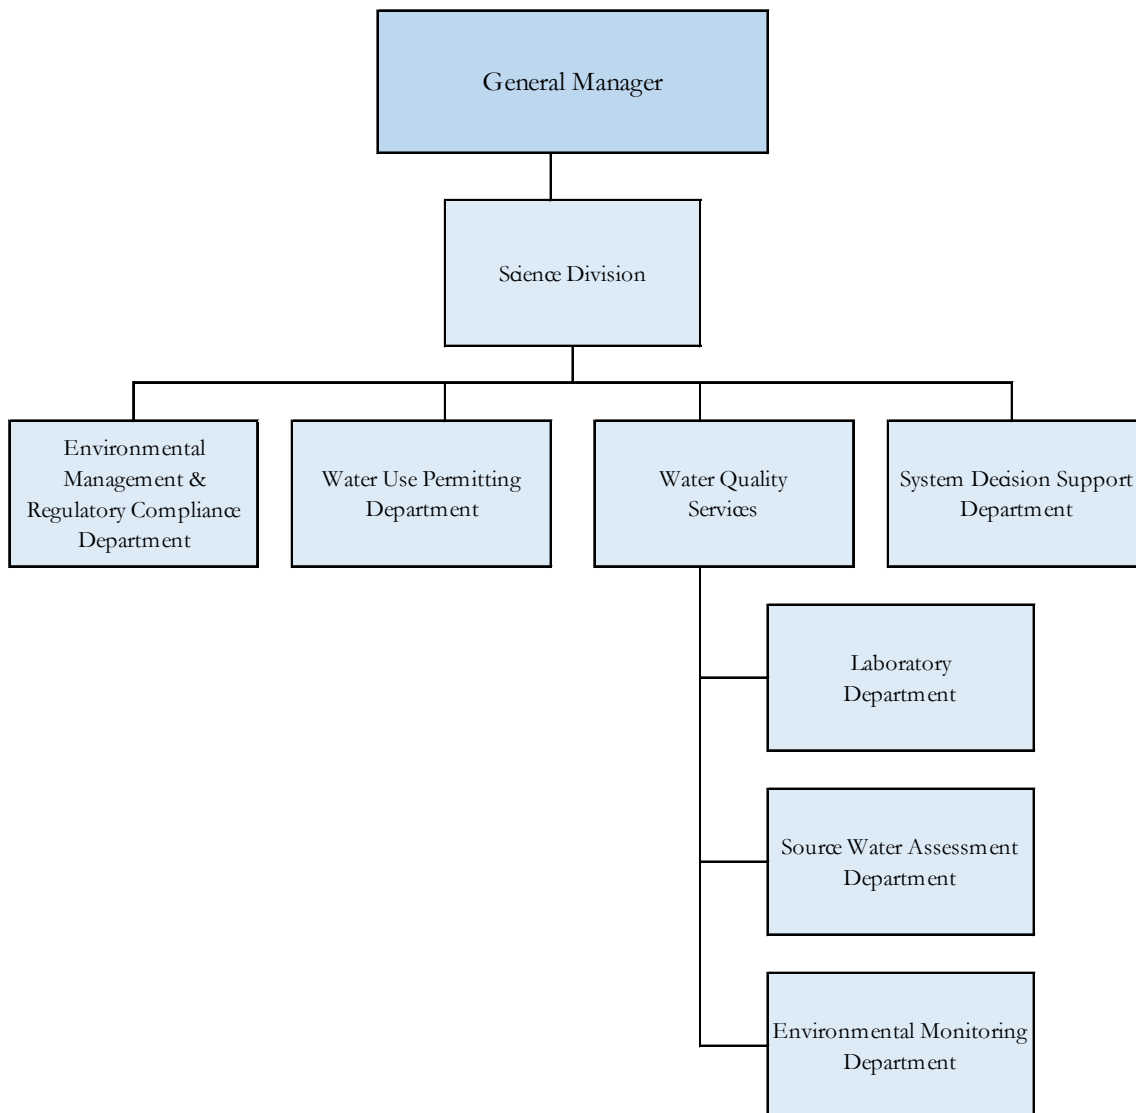 General Manager
Science Division
Environmental
Management &
Regulatory Compliance
Department
Water Use Permitting
Department
Water Quality
Services
System Decision Support
Department
Laboratory
Department
Source Water Assessment
Department
Environmental Monitoring
Department